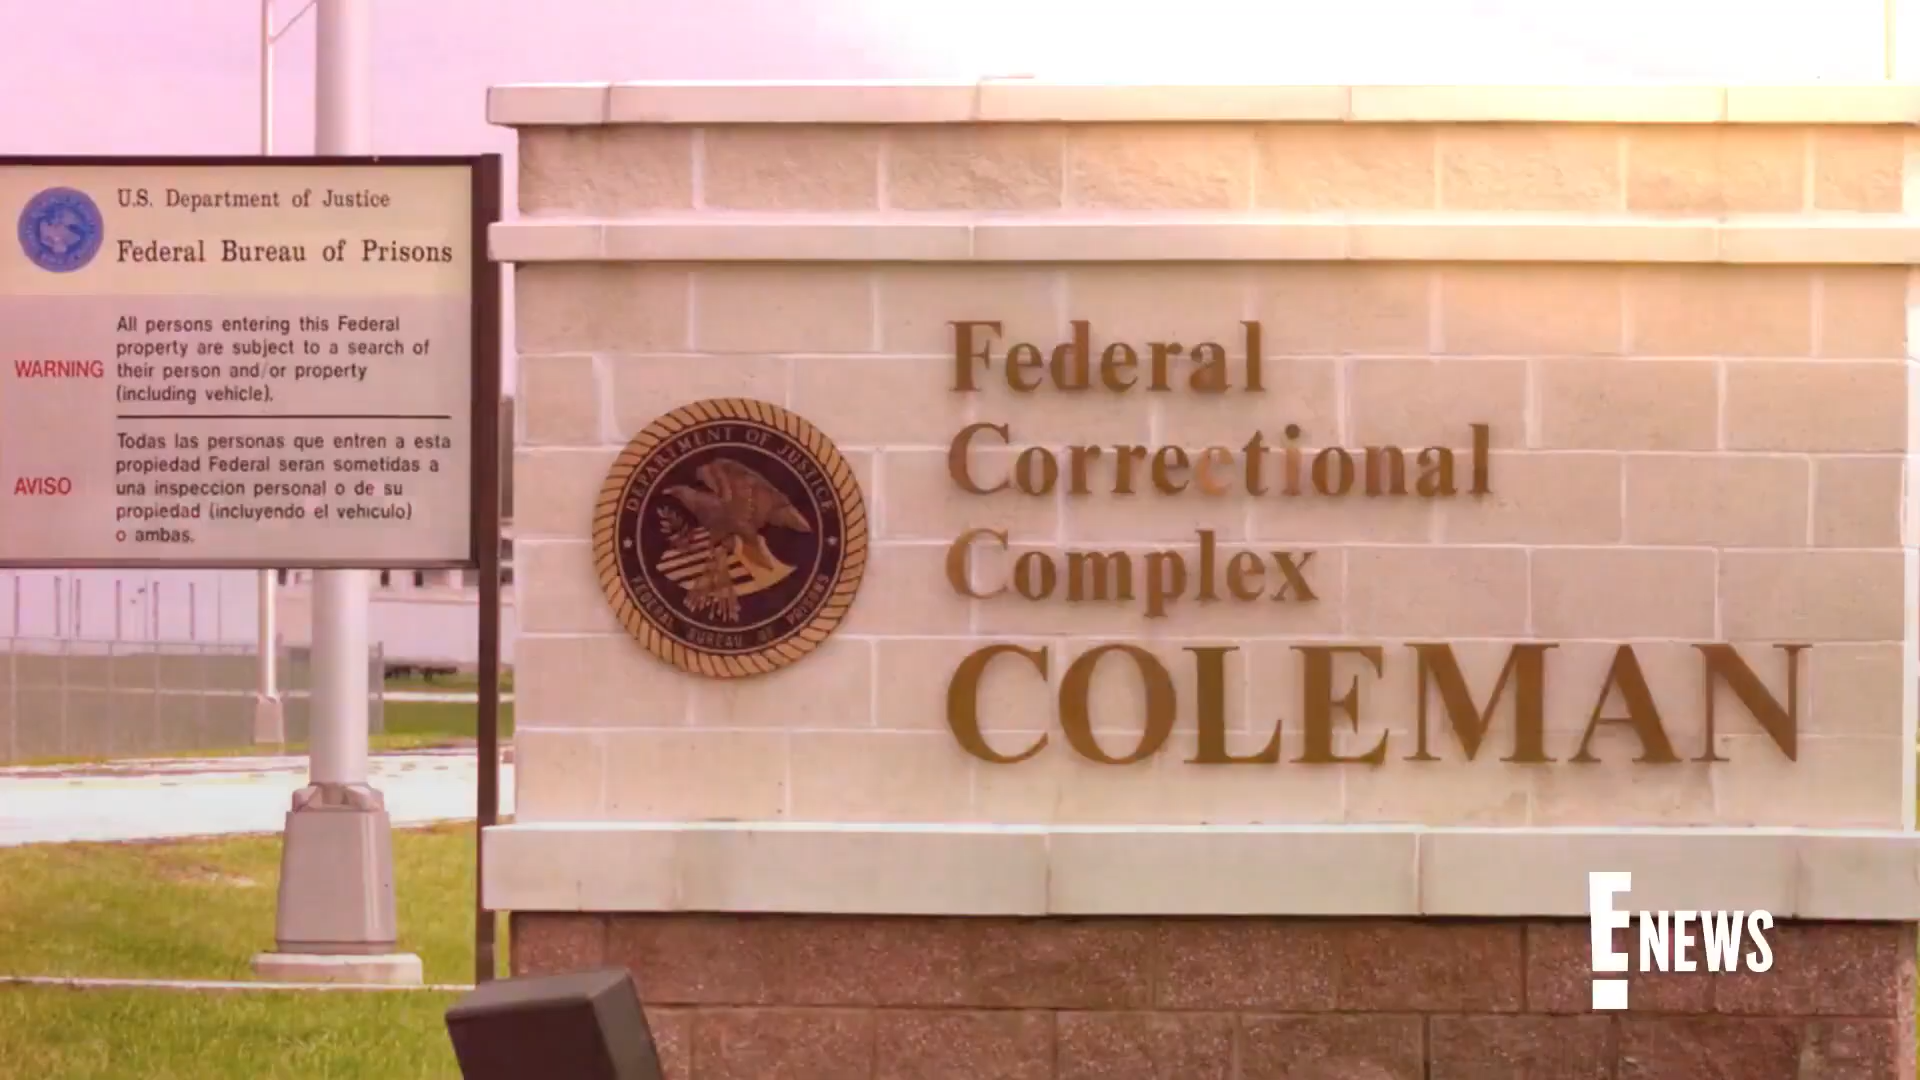 U.S. Department of Justice
Federal Bureau of Prisons
WARNING
All persons entering this Federal
property are subject to a search of
their person and/or property
(including vehicle).
AVISO
Todas las personas que entren a esta
propiedad Federal seran sometidas a
una inspeccion personal o de su
propiedad (incluyendo el vehiculo)
o ambas.
DEPARTMENT OF JUSTICE
FEDERAL BUREAU OF PRISONS
Federal
Correctional
Complex
COLEMAN
E NEWS